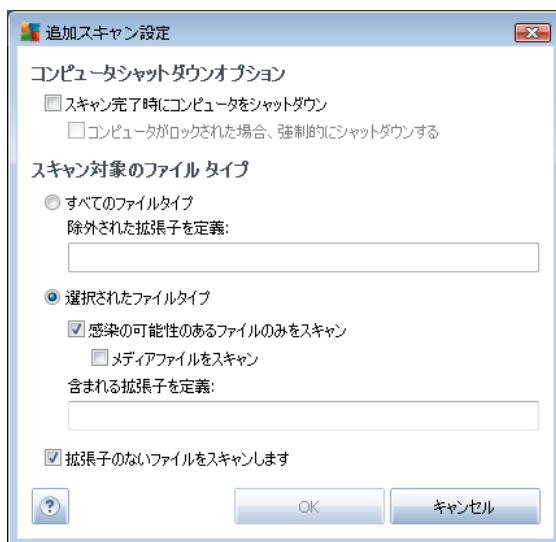 追加スキャン設定
コンピュータシャットダウンオプション
スキャン完了時にコンピュータをシャットダウン
コンピュータがロックされた場合、強制的にシャットダウンする
スキャン対象のファイル タイプ
すべてのファイルタイプ
除外された拡張子を定義:
選択されたファイルタイプ
感染の可能性のあるファイルのみをスキャン
メディアファイルをスキャン
含まれる拡張子を定義:
拡張子のないファイルをスキャンします
? OK キャンセル